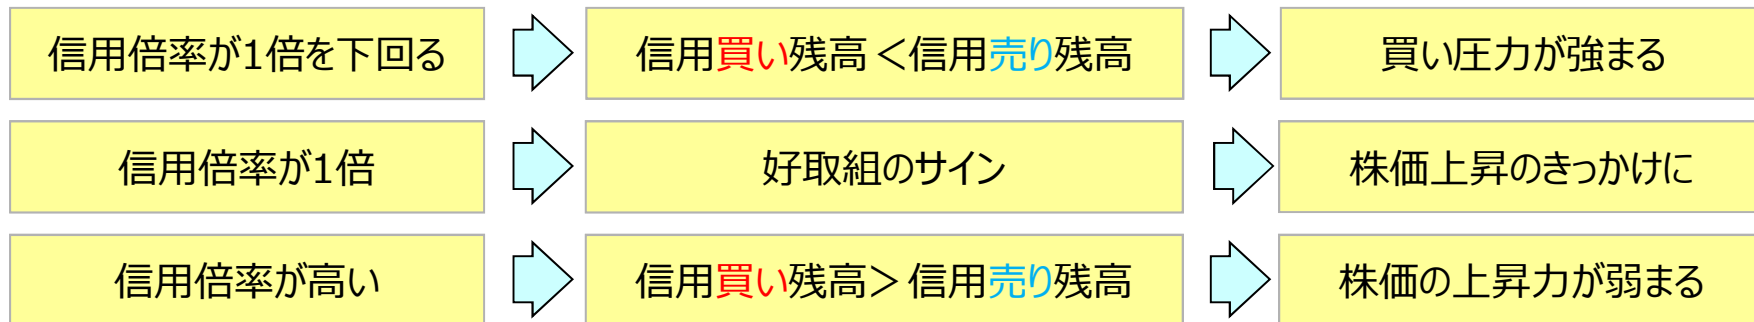 信用倍率が1倍を下回る
信用買い残高＜信用売り残高
買い圧力が強まる
信用倍率が1倍
好取組のサイン
株価上昇のきっかけに
信用倍率が高い
信用買い残高＞信用売り残高
株価の上昇力が弱まる